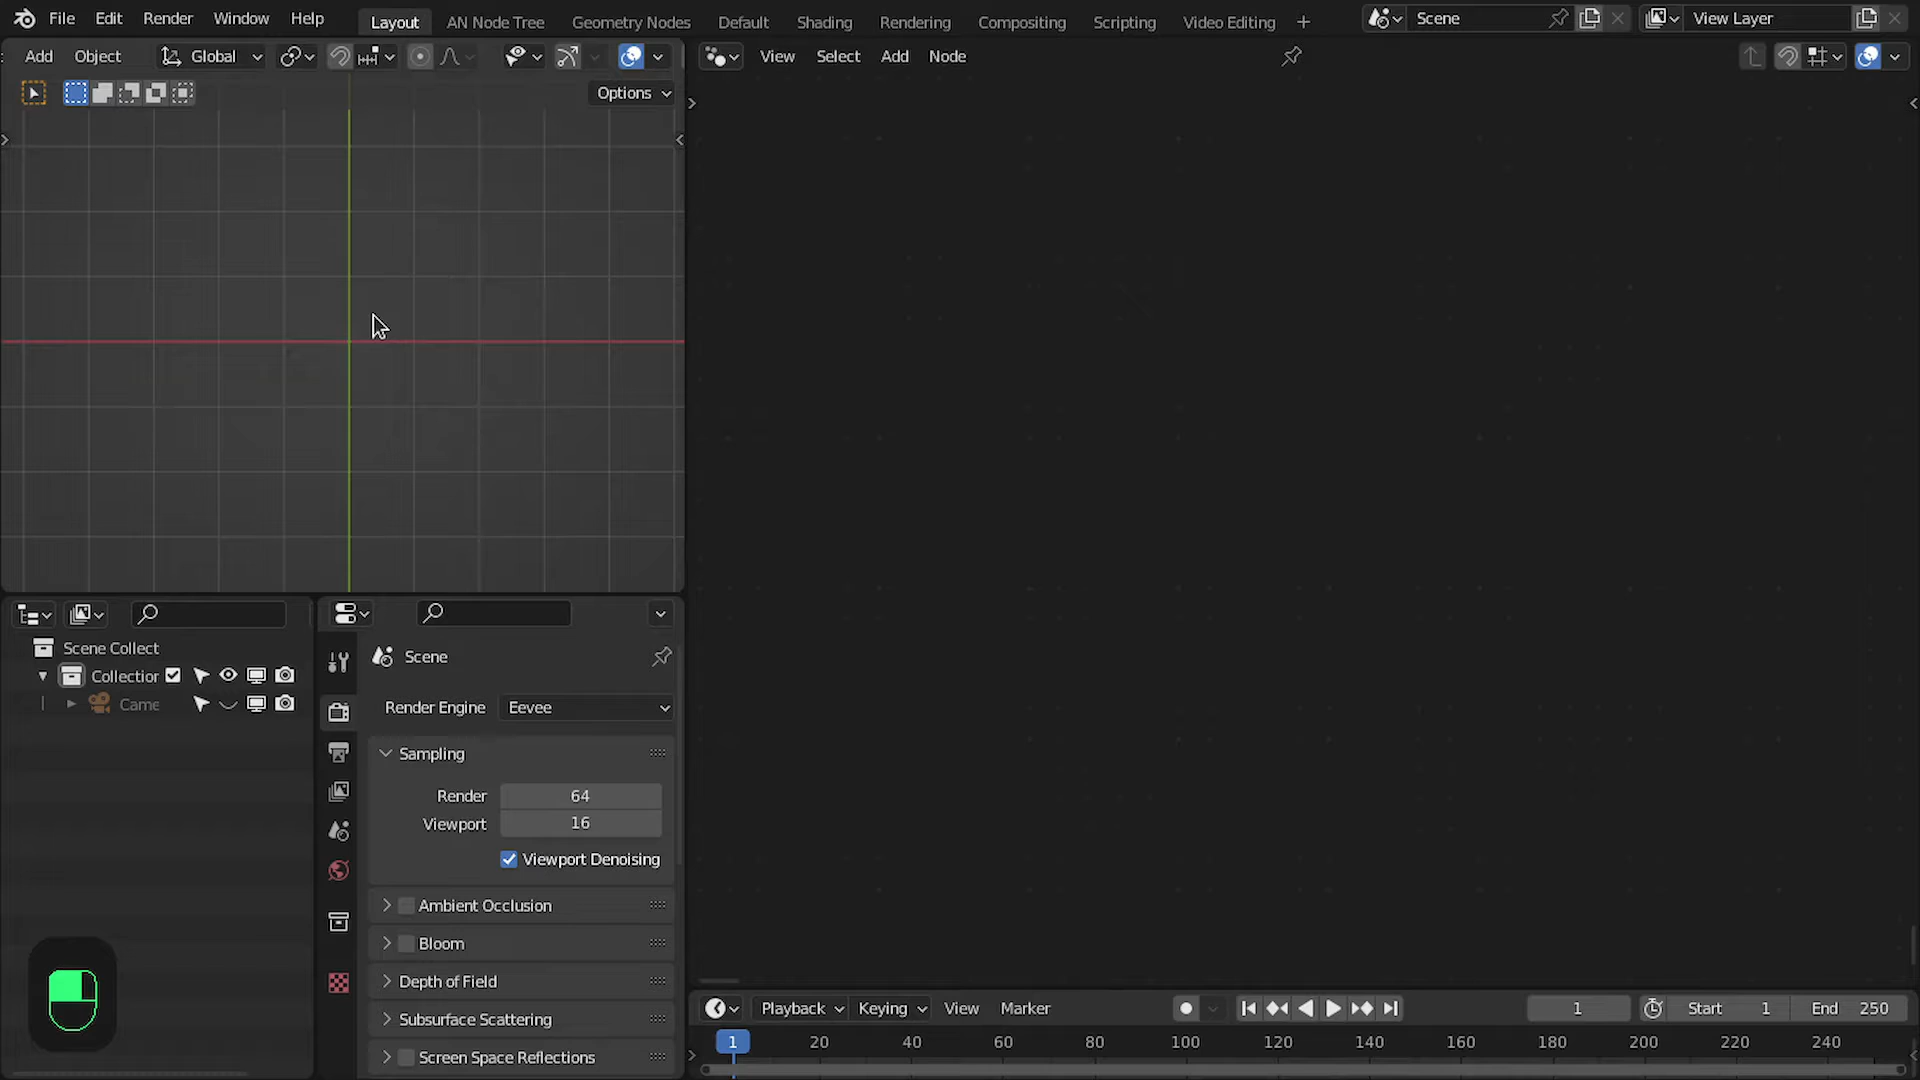 File Edit Render Window Help Layout AN Node Tree Geometry Nodes Default Shading Rendering Compositing Scripting Video Editing + Scene View Layer
Add Object Global View Select Add Node
Options
Scene Collect
Collection
Came
Scene
Render Engine Eevee
Sampling
Render 64
Viewport 16
Viewport Denoising
Ambient Occlusion
Bloom
Depth of Field
Subsurface Scattering
Screen Space Reflections
Playback Keying View Marker 1 Start 1 End 250
1 20 40 60 80 100 120 140 160 180 200 220 240